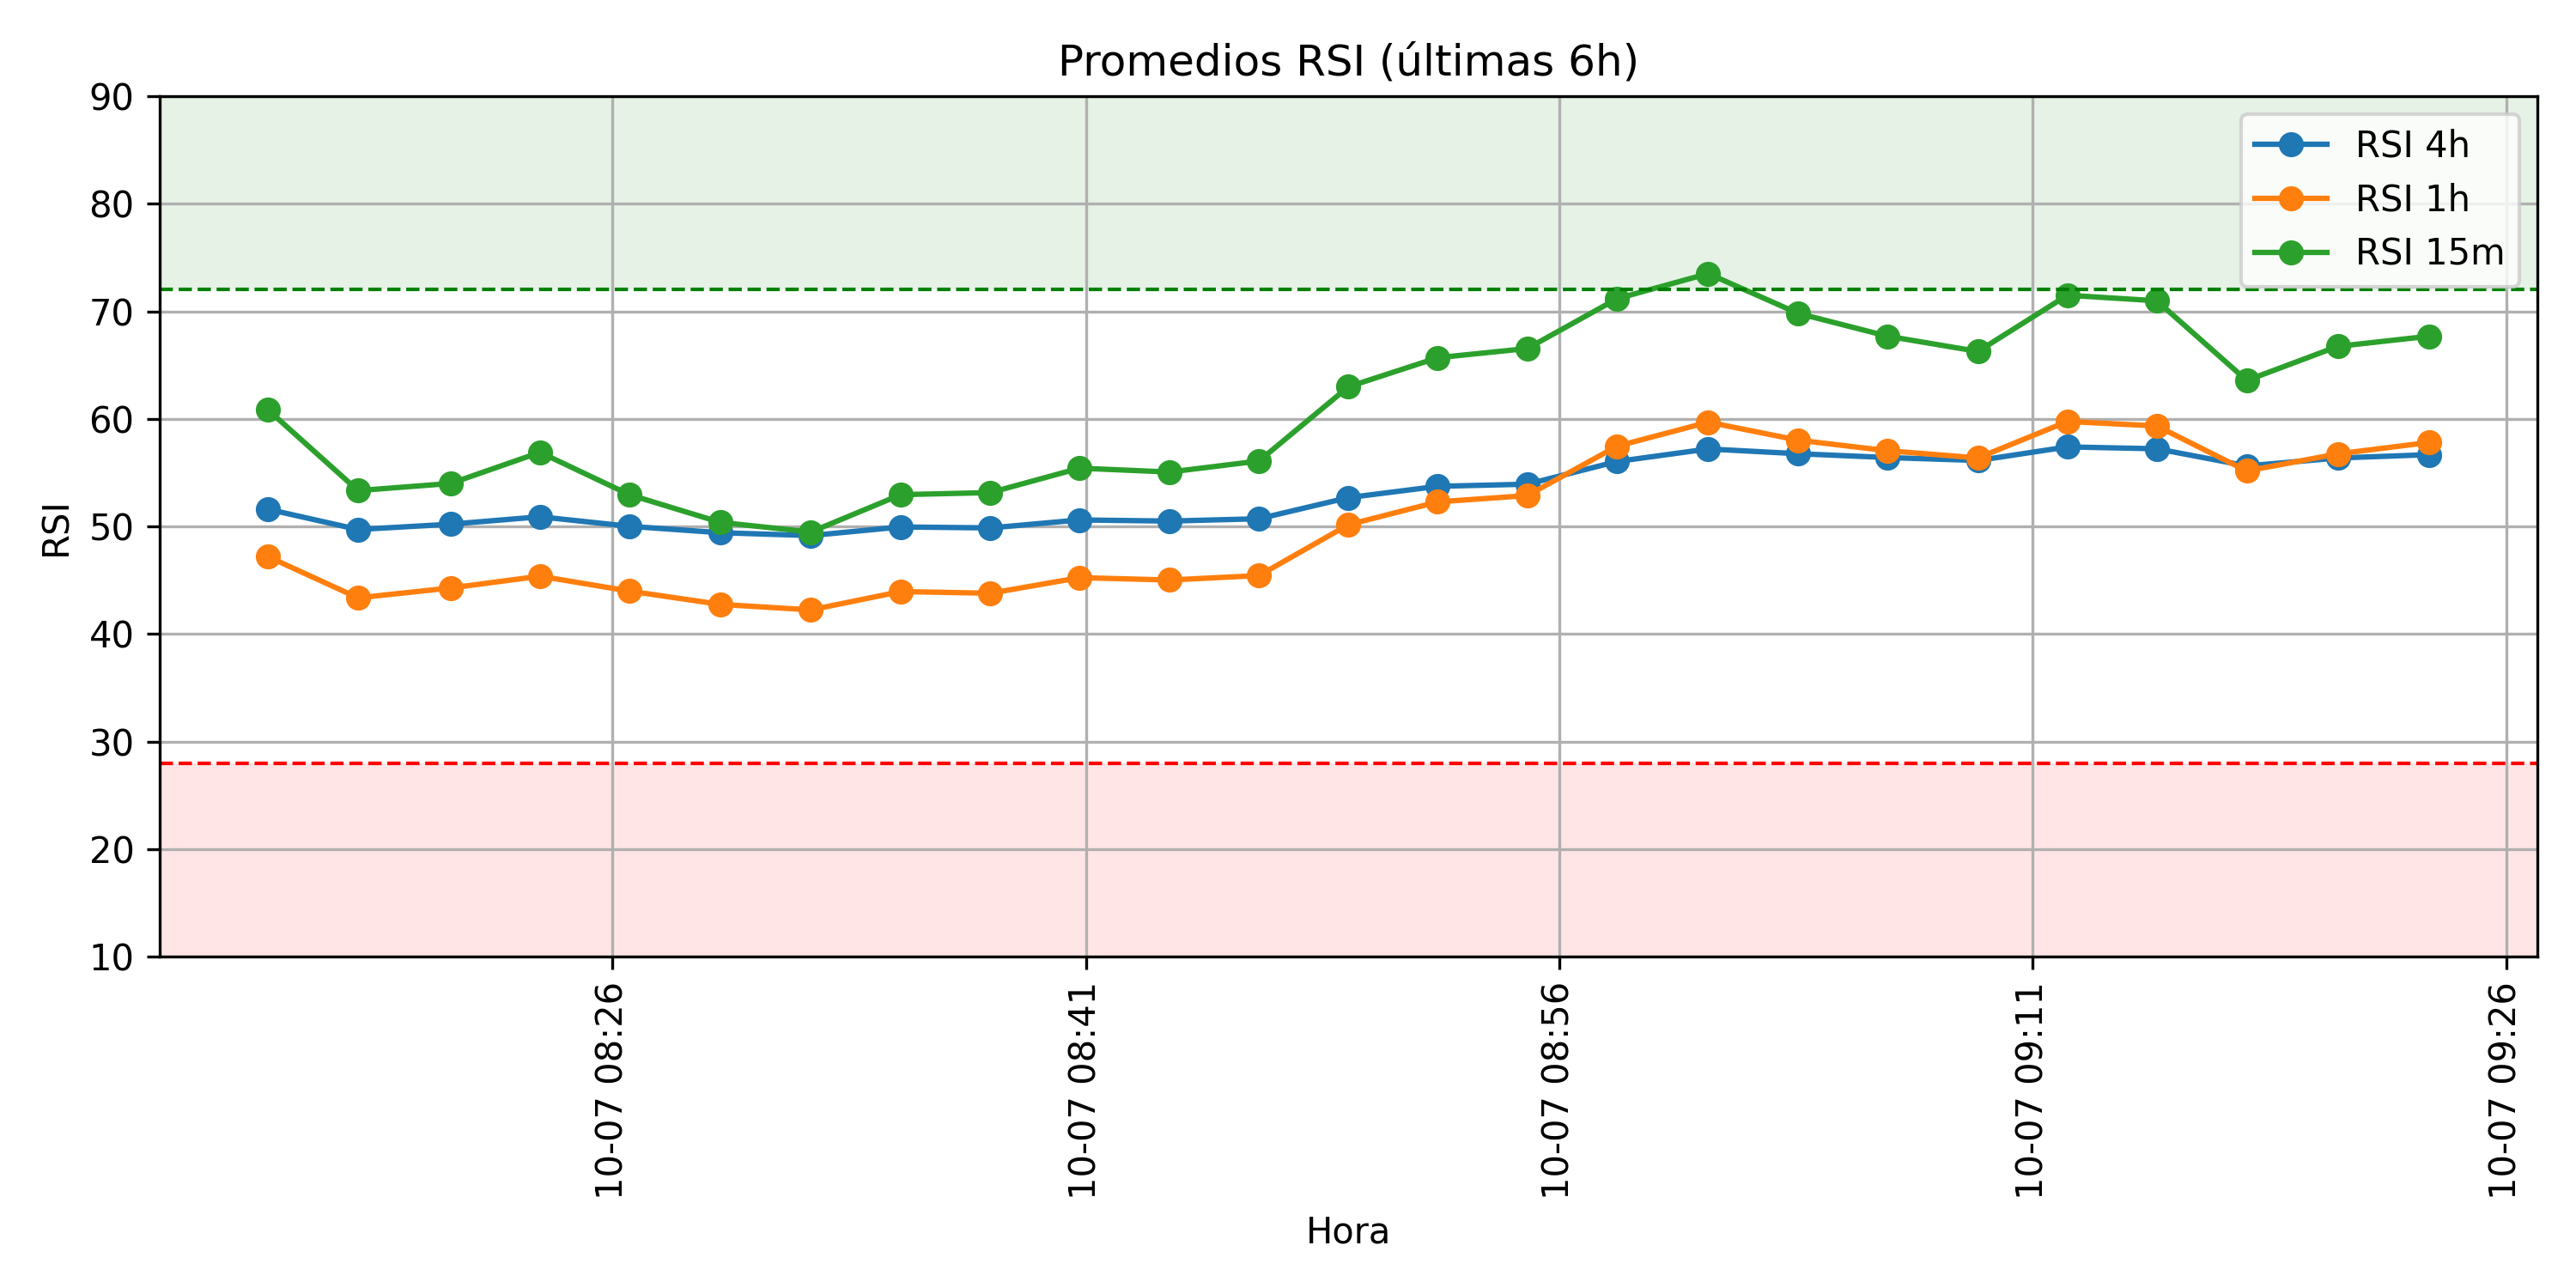 Promedios RSI (últimas 6h)
90
80
70
60
50
40
30
20
10
RSI
RSI 4h
RSI 1h
RSI 15m
10-07 08:26
10-07 08:41
10-07 08:56
10-07 09:11
10-07 09:26
Hora